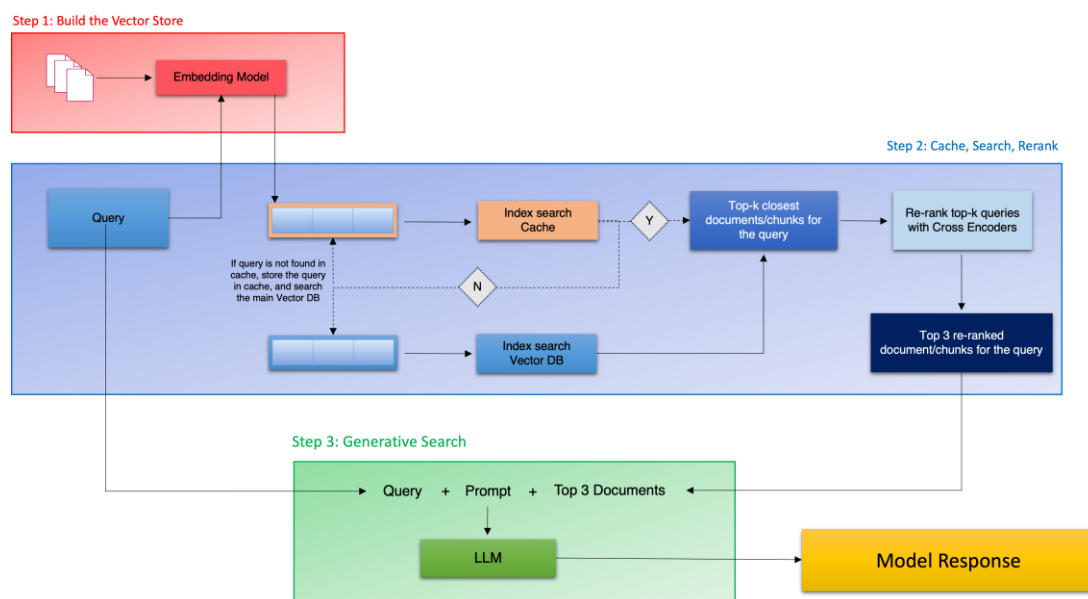 Step 1: Build the Vector Store
Embedding Model
Step 2: Cache, Search, Rerank
Query
Index search
Cache
Y
Top-k closest
documents/chunks for
the query
Re-rank top-k queries
with Cross Encoders
If query is not found in
cache, store the query
in cache, and search
the main Vector DB
N
Index search
Vector DB
Top 3 re-ranked
document/chunks for the query
Step 3: Generative Search
Query + Prompt + Top 3 Documents
LLM
Model Response